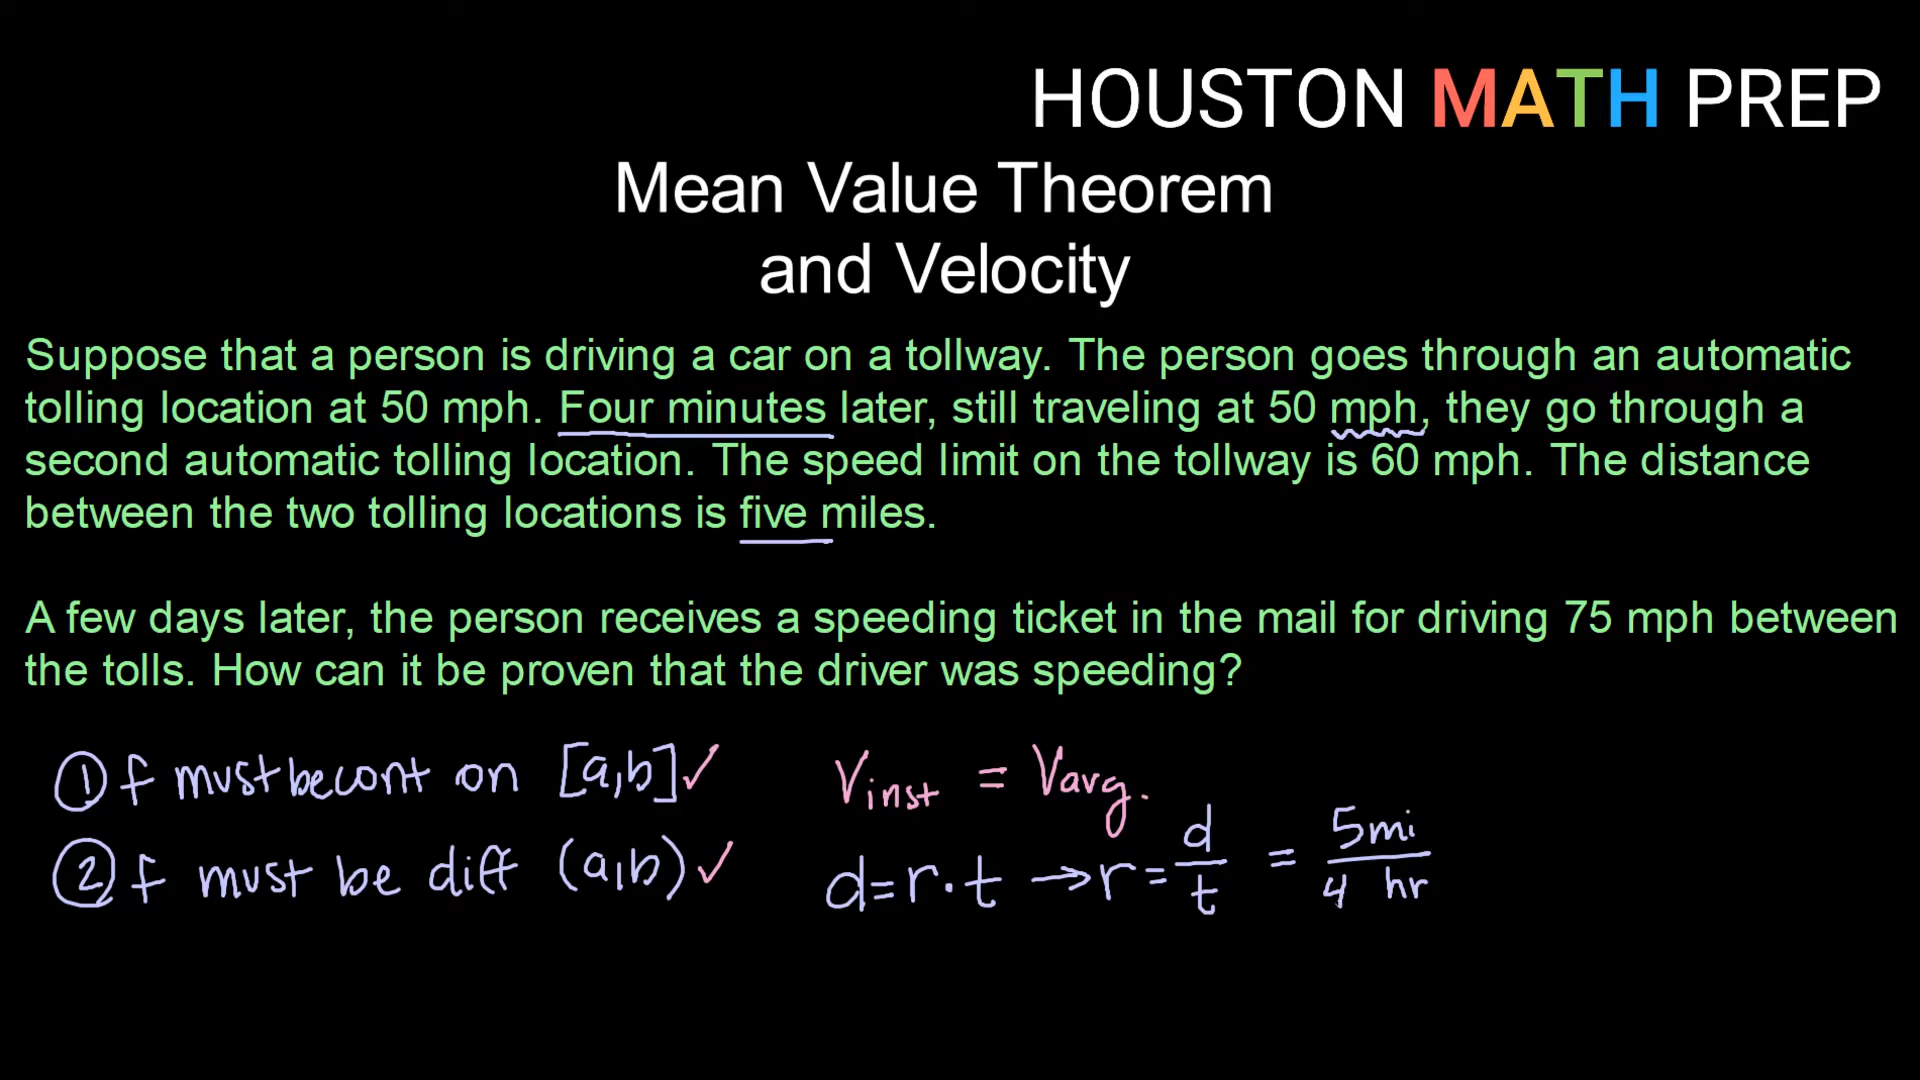 HOUSTON MATH PREP
Mean Value Theorem
and Velocity
Suppose that a person is driving a car on a tollway. The person goes through an automatic
tolling location at 50 mph. Four minutes later, still traveling at 50 mph, they go through a
second automatic tolling location. The speed limit on the tollway is 60 mph. The distance
between the two tolling locations is five miles.
A few days later, the person receives a speeding ticket in the mail for driving 75 mph between
the tolls. How can it be proven that the driver was speeding?
① f must be cont on [a,b] ✓
② f must be diff (a,b) ✓
Vinst = Vavg.
d = r · t → r = d/t = 5mi/4 hr